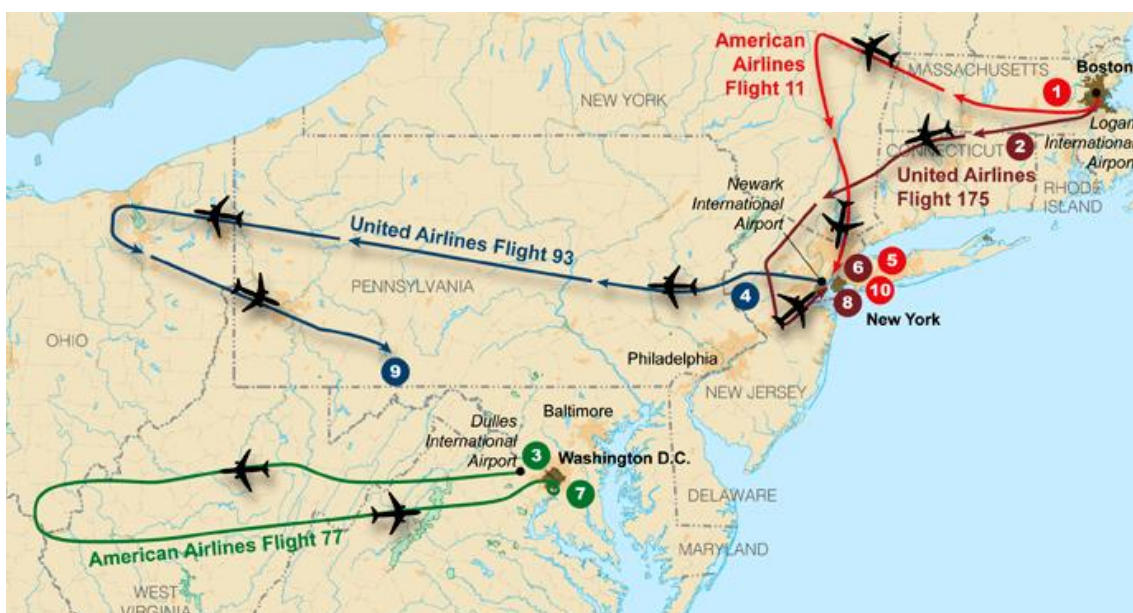 American
Airlines
Flight 11
MASSACHUSETTS
Boston
1
NEW YORK
Logan
International
Airport
2
CONNECTICUT
United Airlines
Flight 175
RHODE
ISLAND
Newark
International
Airport
United Airlines Flight 93
6
5
4
8
10
New York
PENNSYLVANIA
OHIO
9
Philadelphia
NEW JERSEY
Dulles
International
Airport
Baltimore
3
Washington D.C.
7
DELAWARE
American Airlines Flight 77
MARYLAND
WEST
VIRGINIA